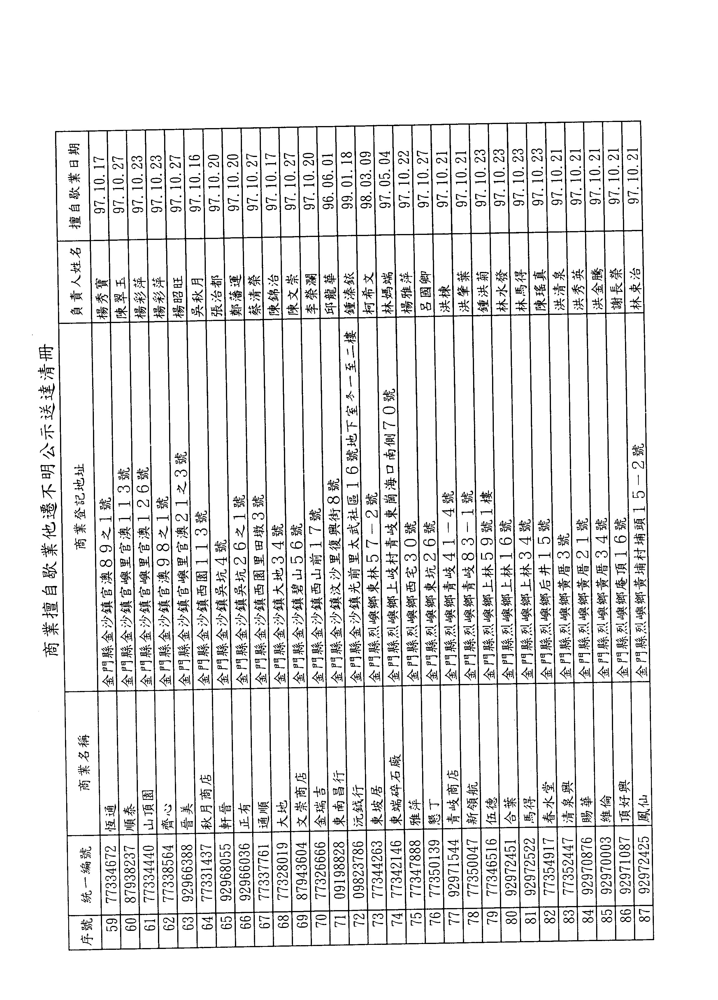 商業擅自歇業他遷不明公示送達清冊
序號 統一編號 商業名稱 商業登記地址 負責人姓名 擅自歇業日期
59 77334672 恆通 金門縣金沙鎮官澳89之1號 楊秀寶 97.10.17
60 87938237 順泰 金門縣金沙鎮官嶼里官澳113號 陳翠玉 97.10.27
61 77334440 山頂園 金門縣金沙鎮官嶼里官澳126號 楊彩萍 97.10.23
62 77338564 齊心 金門縣金沙鎮官澳98之1號 楊彩萍 97.10.23
63 92966388 晉美 金門縣金沙鎮官嶼里官澳21之3號 楊昭旺 97.10.27
64 77331437 秋月商店 金門縣金沙鎮西園113號 吳秋月 97.10.16
65 92968055 軒晉 金門縣金沙鎮吳坑4號 張治都 97.10.20
66 92966036 正有 金門縣金沙鎮吳坑26之1號 鄭藩運 97.10.20
67 77337761 通順 金門縣金沙鎮西園里田墩3號 蔡清榮 97.10.27
68 77328019 大地 金門縣金沙鎮大地34號 陳錦治 97.10.17
69 87943604 文崇商店 金門縣金沙鎮碧山56號 陳文崇 97.10.27
70 77326666 金瑞吉 金門縣金沙鎮西山前17號 李榮瀾 97.10.20
71 09198828 東南昌行 金門縣金沙鎮汶沙里復興街8號 邱龍華 96.06.01
72 09823786 沅鉞行 金門縣金沙鎮光前里太武社區16號地下室冬一至二樓 鍾溱銥 99.01.18
73 77344263 東坡居 金門縣烈嶼鄉東林57－2號 柯希文 98.03.09
74 77342146 東端碎石廠 金門縣烈嶼鄉上岐村青岐東崗海口南側70號 林媽端 97.05.04
75 77347888 雅萍 金門縣烈嶼鄉西宅30號 楊雅萍 97.10.22
76 77350139 懇丁 金門縣烈嶼鄉東坑26號 呂國卿 97.10.27
77 92971544 青岐商店 金門縣烈嶼鄉青岐41－4號 洪棟 97.10.21
78 77350047 新領航 金門縣烈嶼鄉青岐83－1號 洪肇葉 97.10.21
79 77346516 伍德 金門縣烈嶼鄉上林59號1樓 鍾洪菊 97.10.23
80 92972451 合葉 金門縣烈嶼鄉上林16號 林水發 97.10.23
81 92972522 馬得 金門縣烈嶼鄉上林34號 林馬得 97.10.23
82 77354917 春水堂 金門縣烈嶼鄉后井15號 陳瑤真 97.10.23
83 77352447 清泉興 金門縣烈嶼鄉黃厝3號 洪清泉 97.10.21
84 92970876 賜華 金門縣烈嶼鄉黃厝21號 洪秀英 97.10.21
85 92970003 維倫 金門縣烈嶼鄉黃厝34號 洪金騰 97.10.21
86 92971087 頂好興 金門縣烈嶼鄉庵頂16號 謝長榮 97.10.21
87 92972425 鳳仙 金門縣烈嶼鄉黃埔村埔頭15－2號 林束治 97.10.21